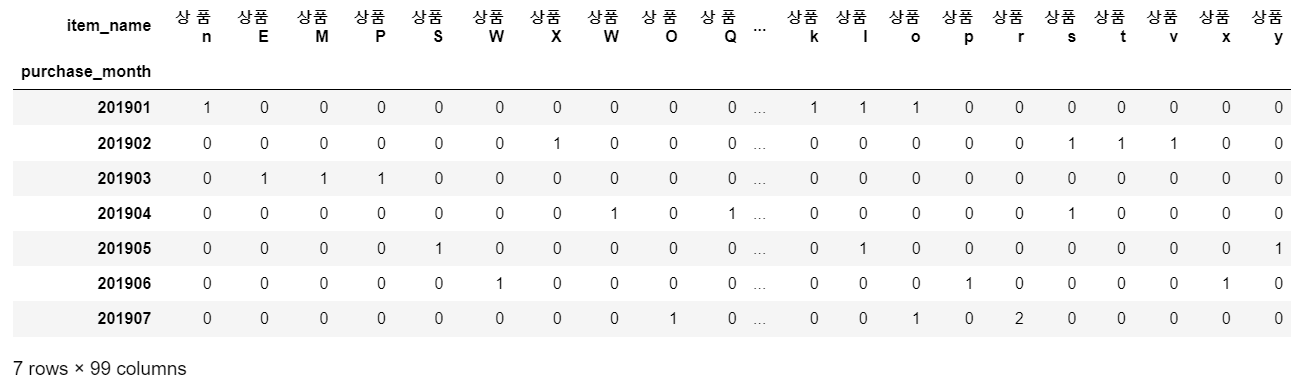 item_name 상 품 n 상품 E 상품 M 상품 P 상품 S 상품 W 상품 X 상품 W 상 품 O 상 품 Q ... 상품 k 상품 l 상품 o 상품 p 상품 r 상품 s 상품 t 상품 v 상품 x 상품 y
purchase_month
201901 1 0 0 0 0 0 0 0 0 0 ... 1 1 1 0 0 0 0 0 0 0
201902 0 0 0 0 0 0 1 0 0 0 ... 0 0 0 0 0 1 1 1 0 0
201903 0 1 1 1 0 0 0 0 0 0 ... 0 0 0 0 0 0 0 0 0 0
201904 0 0 0 0 0 0 0 1 0 1 ... 0 0 0 0 0 1 0 0 0 0
201905 0 0 0 0 1 0 0 0 0 0 ... 0 1 0 0 0 0 0 0 0 1
201906 0 0 0 0 0 1 0 0 0 0 ... 0 0 0 1 0 0 0 0 1 0
201907 0 0 0 0 0 0 0 0 1 0 ... 0 0 1 0 2 0 0 0 0 0
7 rows × 99 columns